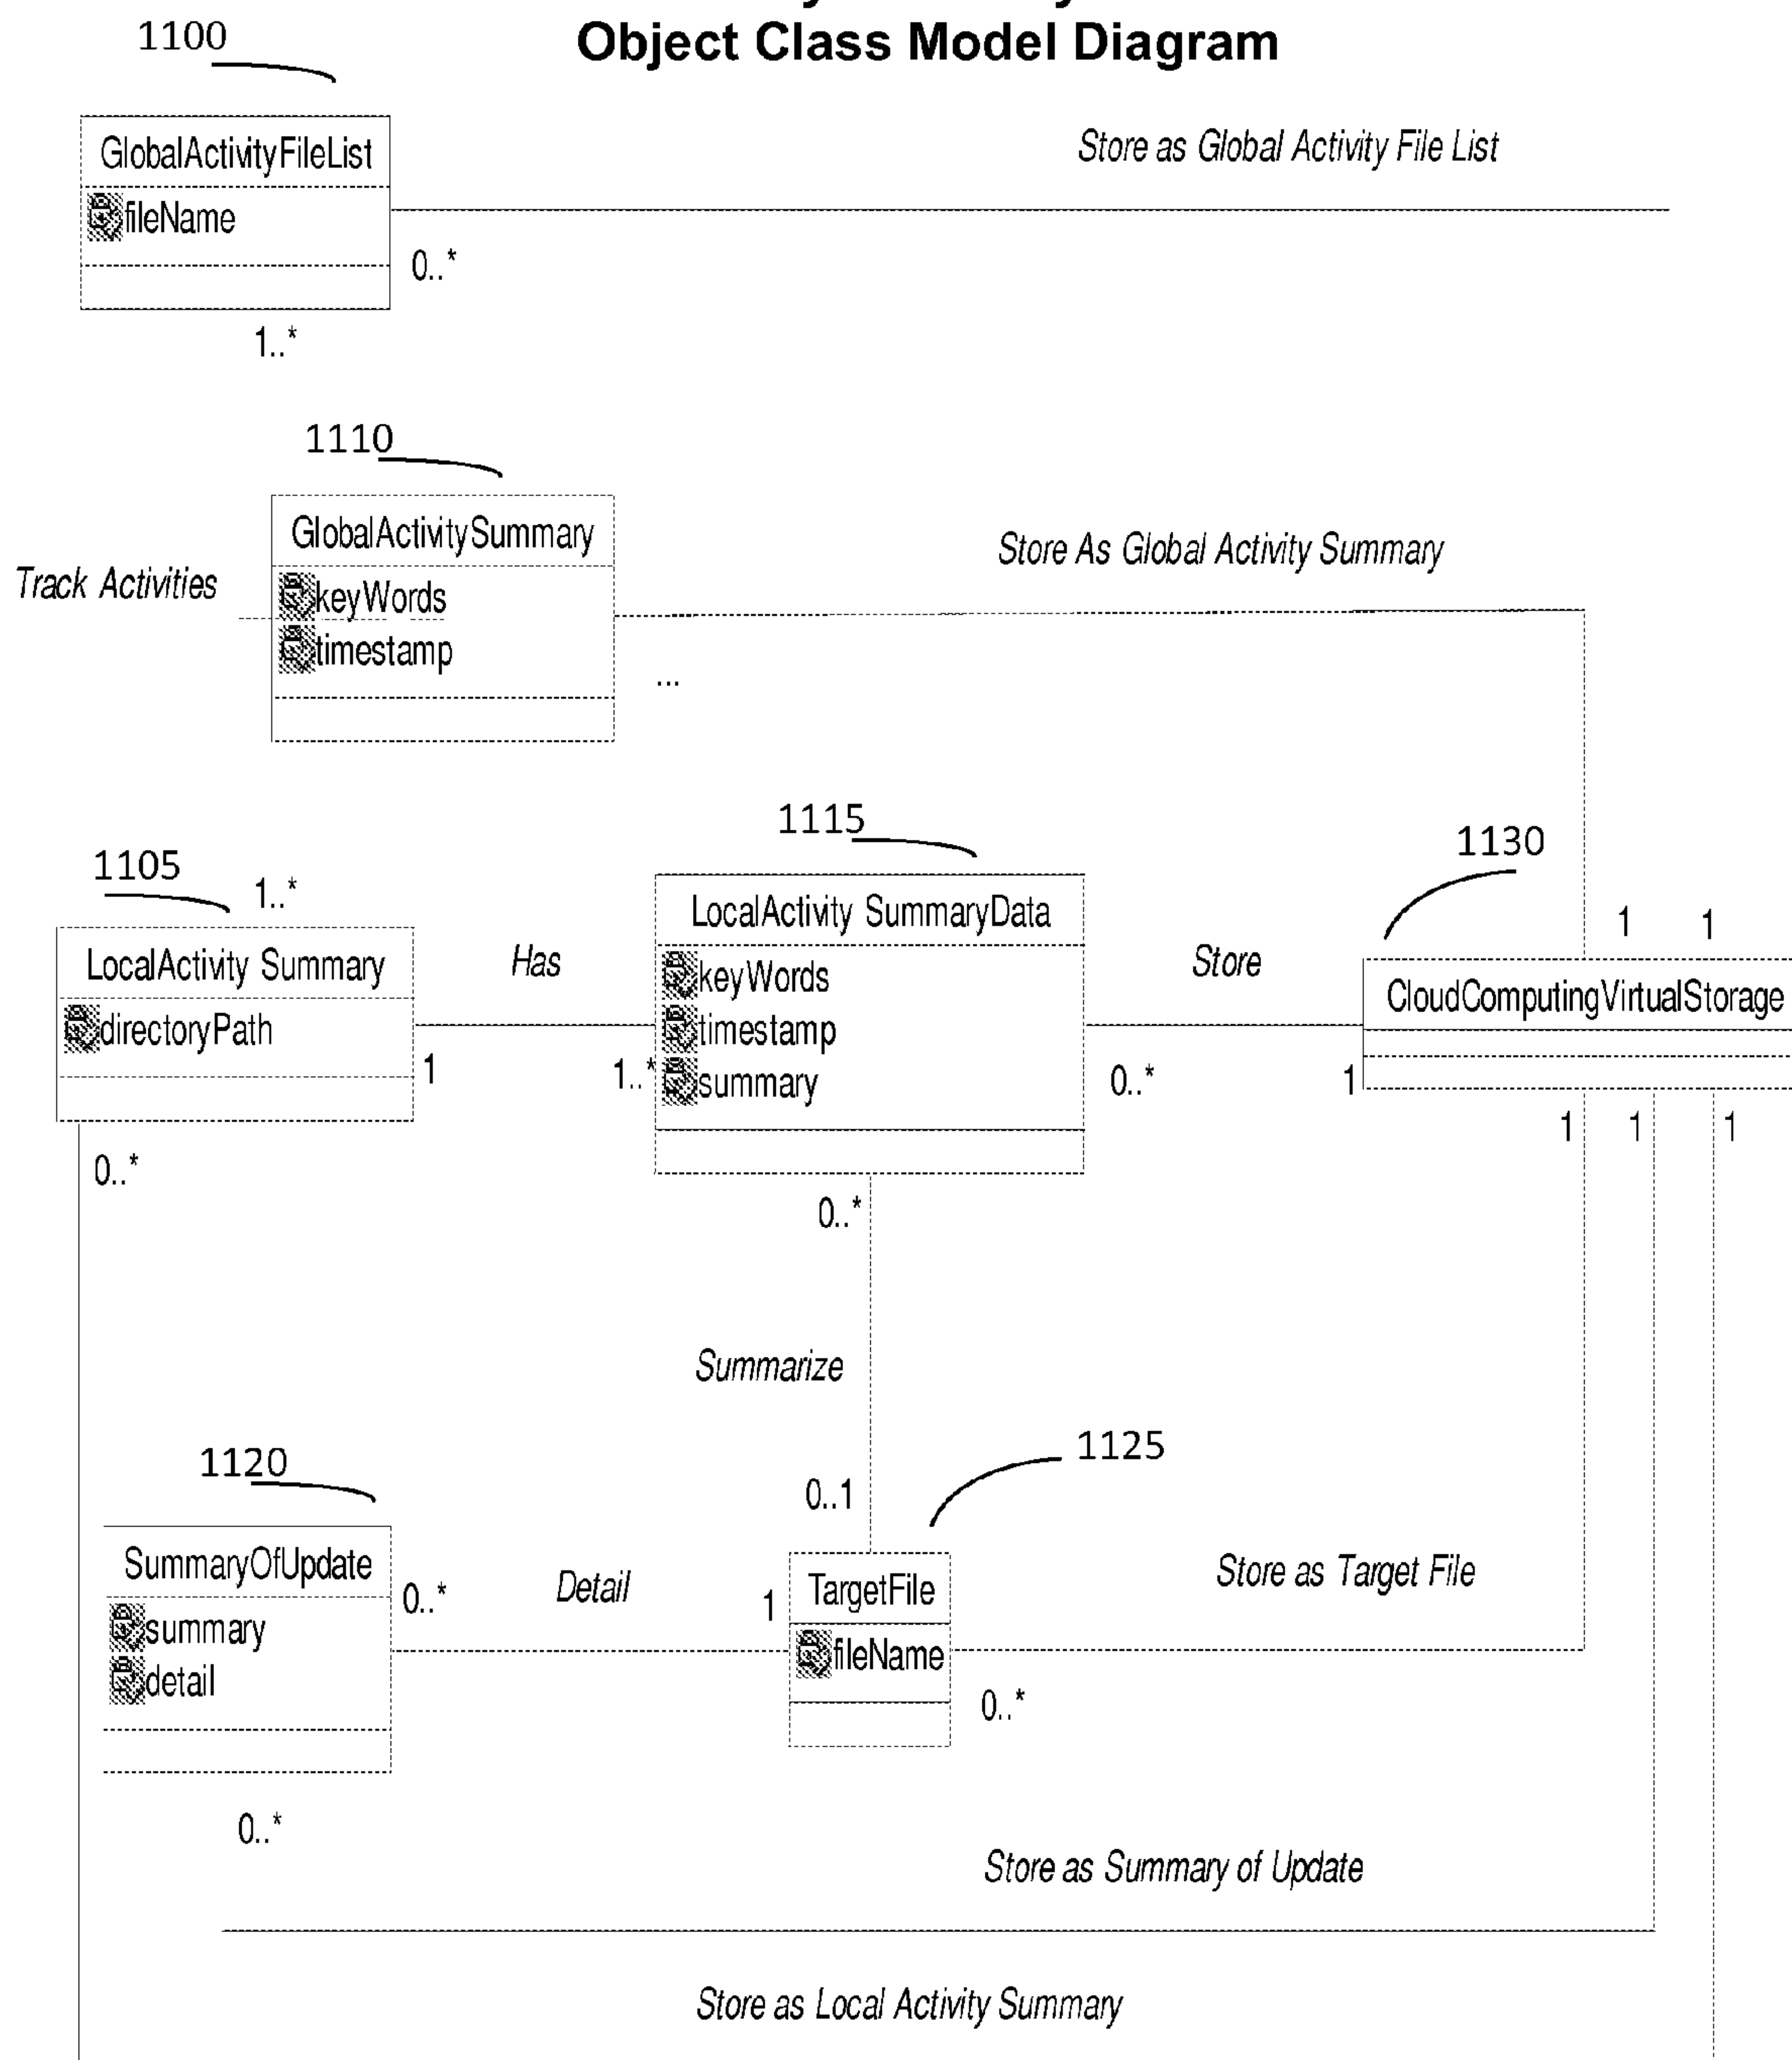 Object Class Model Diagram
1100
GlobalActivityFileList
fileName
Store as Global Activity File List
0..*
1..*
1110
GlobalActivitySummary
keyWords
timestamp
Track Activities
Store As Global Activity Summary
...
1105
1..*
LocalActivity Summary
directoryPath
Has
1
1..*
0..*
1115
LocalActivity SummaryData
keyWords
timestamp
summary
Store
0..*
1
1130
1
1
CloudComputingVirtualStorage
1
1
1
0..*
Summarize
0..1
1120
SummaryOfUpdate
summary
detail
0..*
Detail
1
1125
TargetFile
fileName
Store as Target File
0..*
0..*
Store as Summary of Update
Store as Local Activity Summary